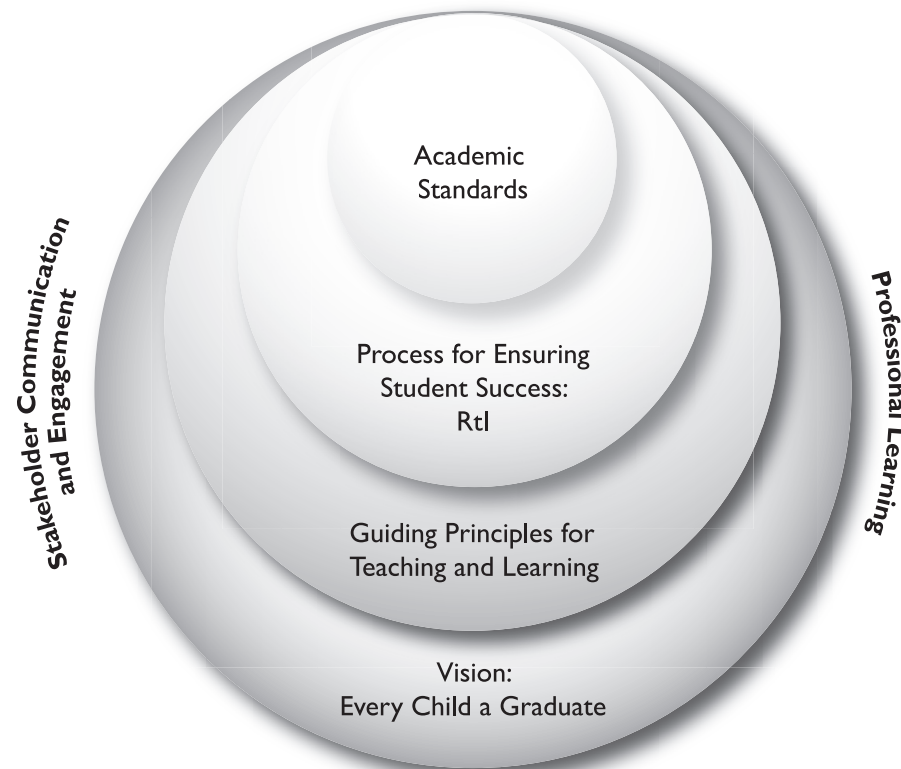 Academic
Standards
Process for Ensuring
Student Success:
RtI
Guiding Principles for
Teaching and Learning
Vision:
Every Child a Graduate
Stakeholder Communication
and Engagement
Professional Learning